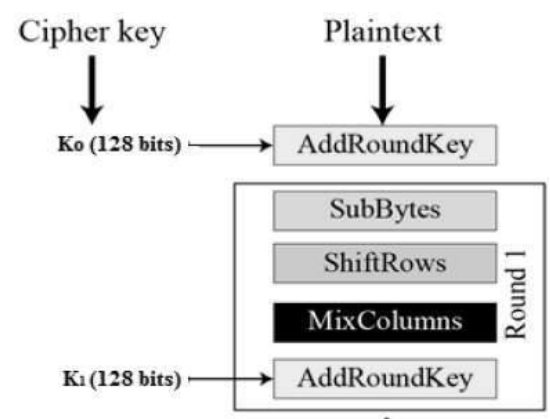 Cipher key
Plaintext
K0 (128 bits)
AddRoundKey
SubBytes
ShiftRows
MixColumns
Round 1
K1 (128 bits)
AddRoundKey